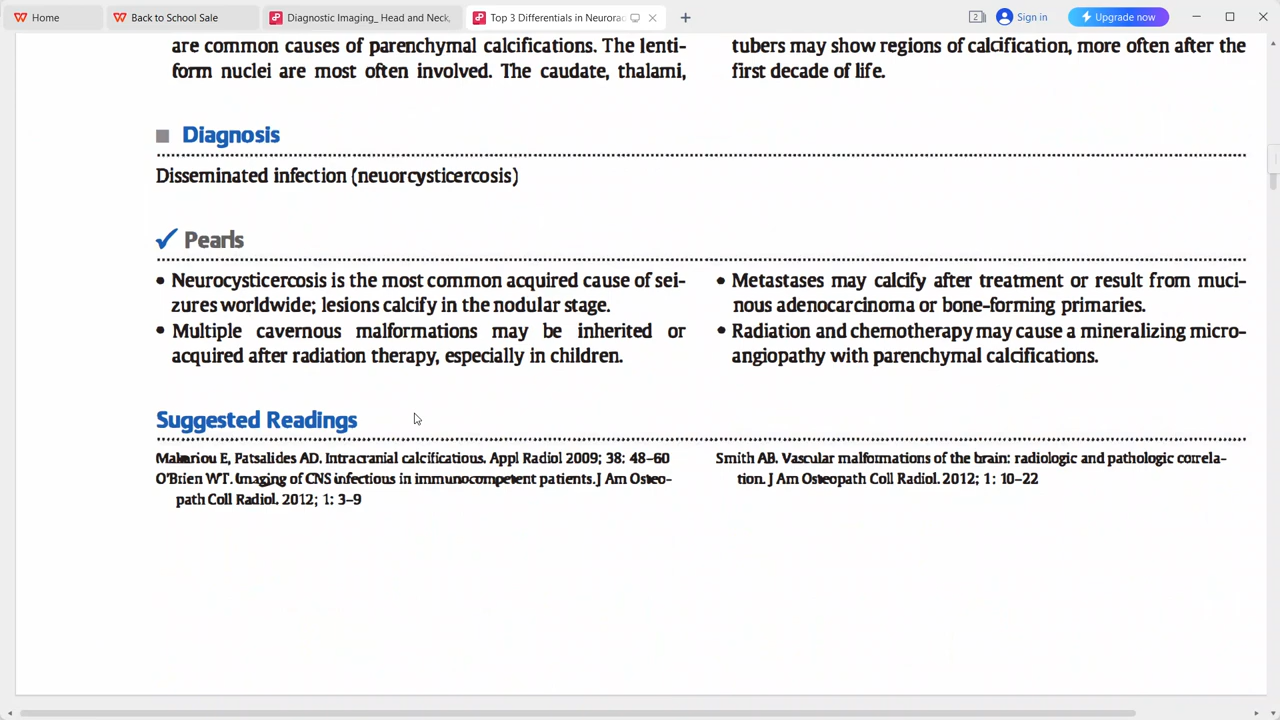 Home
Back to School Sale
Diagnostic Imaging_ Head and Neck,
Top 3 Differentials in Neurorad
2
Sign in
Upgrade now
are common causes of parenchymal calcifications. The lenti-
form nuclei are most often involved. The caudate, thalami,
tubers may show regions of calcification, more often after the
first decade of life.
Diagnosis
Disseminated infection (neuorcysticercosis)
Pearls
• Neurocysticercosis is the most common acquired cause of sei-
zures worldwide; lesions calcify in the nodular stage.
• Multiple cavernous malformations may be inherited or
acquired after radiation therapy, especially in children.
• Metastases may calcify after treatment or result from muci-
nous adenocarcinoma or bone-forming primaries.
• Radiation and chemotherapy may cause a mineralizing micro-
angiopathy with parenchymal calcifications.
Suggested Readings
Makariou E, Patsalides AD. Intracranial calcifications. Appl Radiol 2009; 38: 48–60
O'Brien WT. Imaging of CNS infectious in immunocompetent patients. J Am Osteo-
path Coll Radiol. 2012; 1: 3–9
Smith AB. Vascular malformations of the brain: radiologic and pathologic correla-
tion. J Am Osteopath Coll Radiol. 2012; 1: 10–22